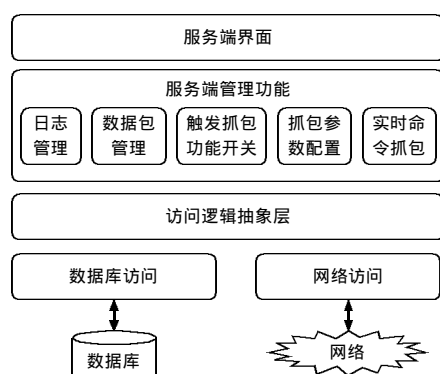 服务端界面
服务端管理功能
日志
管理
数据包
管理
触发抓包
功能开关
抓包参
数配置
实时命
令抓包
访问逻辑抽象层
数据库访问
网络访问
数据库
网络